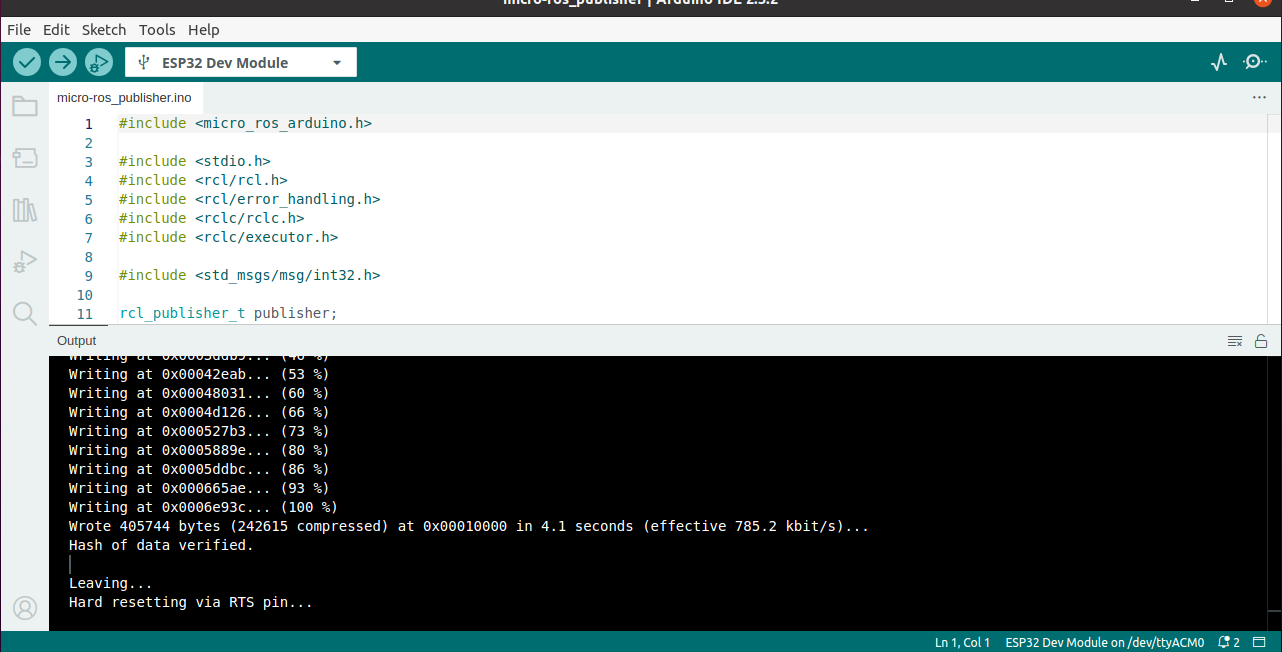 micro-ros_publisher | Arduino IDE 2.3.2
File Edit Sketch Tools Help
ESP32 Dev Module
micro-ros_publisher.ino
1 #include <micro_ros_arduino.h>
2
3 #include <stdio.h>
4 #include <rcl/rcl.h>
5 #include <rcl/error_handling.h>
6 #include <rclc/rclc.h>
7 #include <rclc/executor.h>
8
9 #include <std_msgs/msg/int32.h>
10
11 rcl_publisher_t publisher;
Output
Writing at 0x0003ddb9... (46 %)
Writing at 0x00042eab... (53 %)
Writing at 0x00048031... (60 %)
Writing at 0x0004d126... (66 %)
Writing at 0x000527b3... (73 %)
Writing at 0x0005889e... (80 %)
Writing at 0x0005ddbc... (86 %)
Writing at 0x000665ae... (93 %)
Writing at 0x0006e93c... (100 %)
Wrote 405744 bytes (242615 compressed) at 0x00010000 in 4.1 seconds (effective 785.2 kbit/s)...
Hash of data verified.
Leaving...
Hard resetting via RTS pin...
Ln 1, Col 1 ESP32 Dev Module on /dev/ttyACM0 2